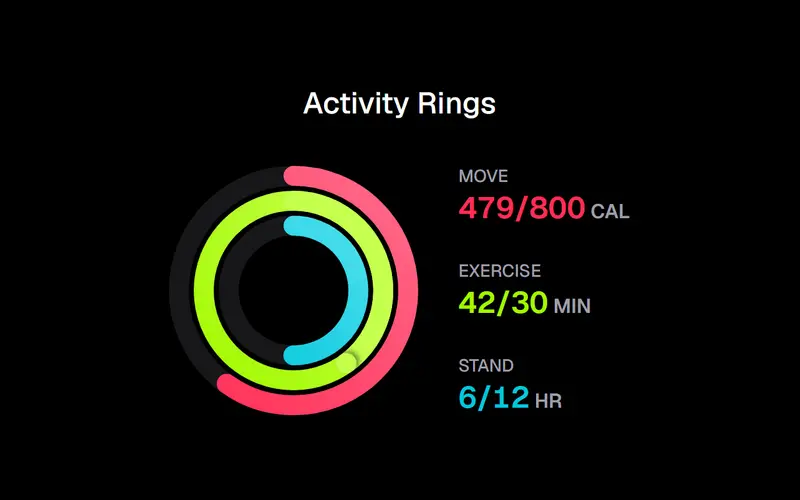 Activity Rings
MOVE
479/800 CAL
EXERCISE
42/30 MIN
STAND
6/12 HR